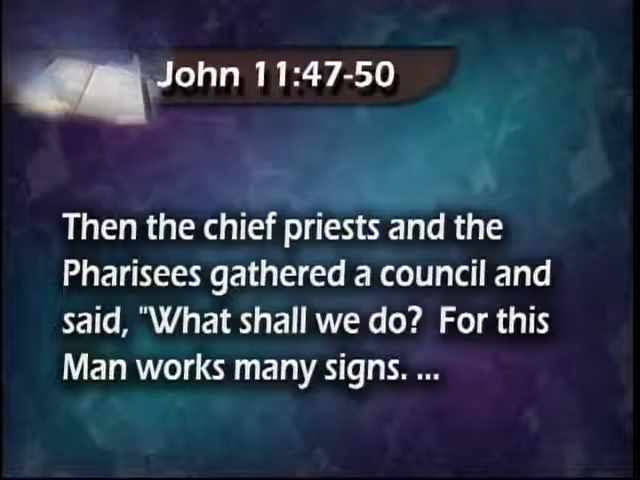 John 11:47-50
Then the chief priests and the
Pharisees gathered a council and
said, "What shall we do?  For this
Man works many signs. ...